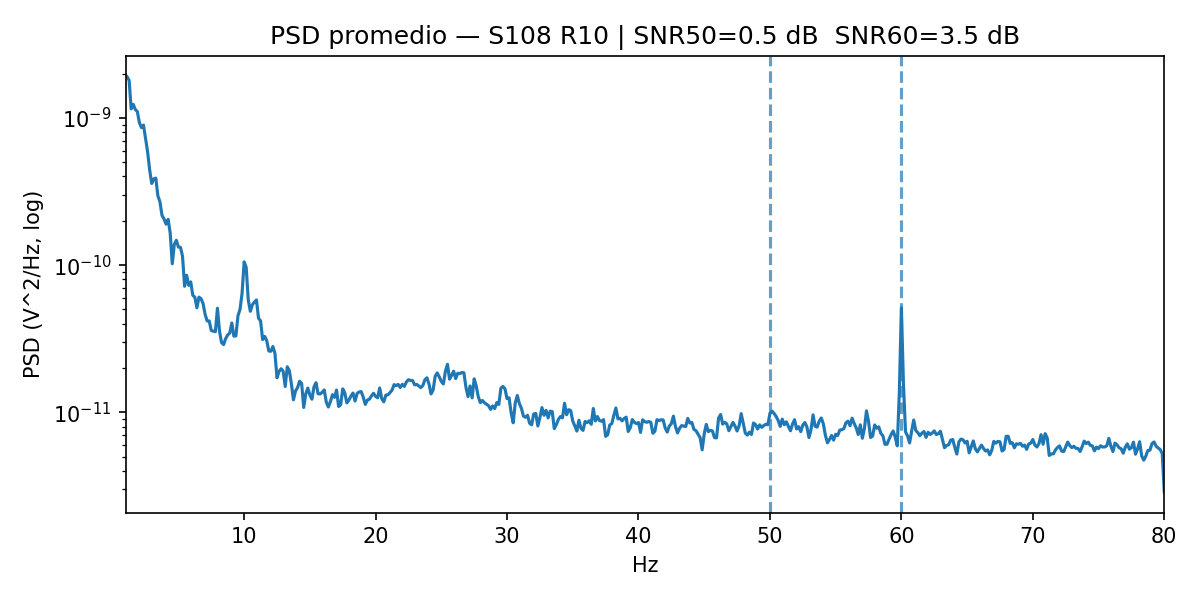 PSD promedio — S108 R10 | SNR50=0.5 dB  SNR60=3.5 dB
PSD (V^2/Hz, log)
10⁻⁹
10⁻¹⁰
10⁻¹¹
10 20 30 40 50 60 70 80
Hz